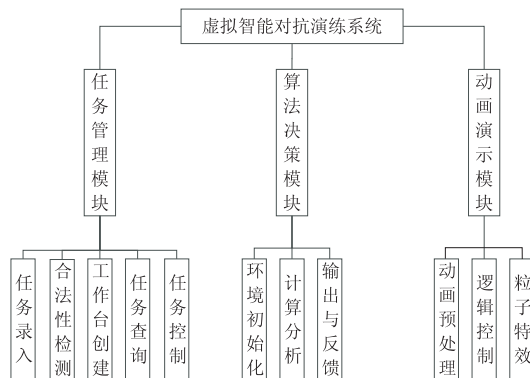 虚拟智能对抗演练系统
任务管理模块
算法决策模块
动画演示模块
任务录入
合法性检测
工作台创建
任务查询
任务控制
环境初始化
计算分析
输出与反馈
动画预处理
逻辑控制
粒子特效